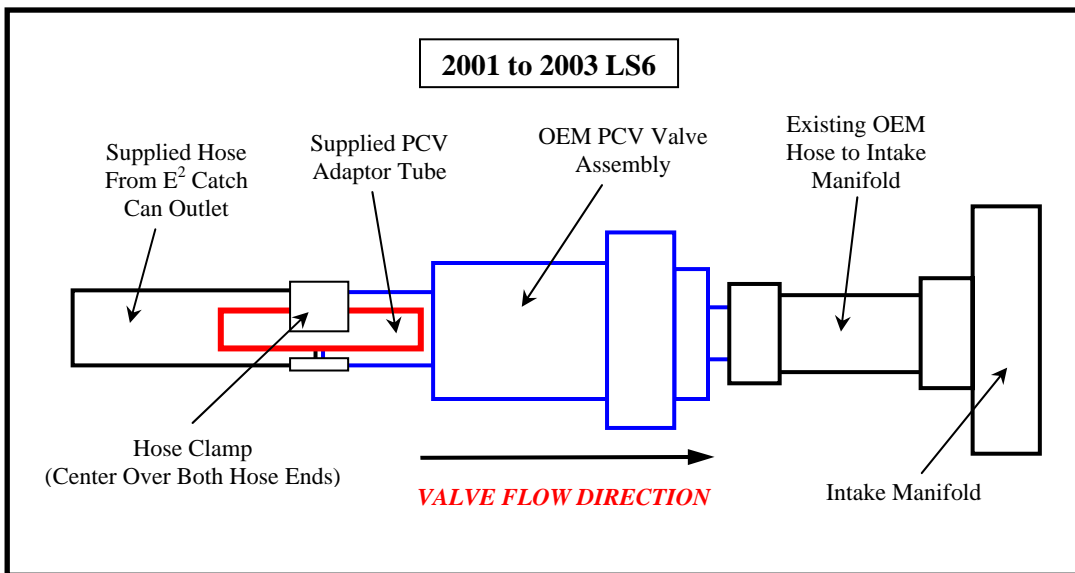 2001 to 2003 LS6
Supplied Hose
From E² Catch
Can Outlet
Supplied PCV
Adaptor Tube
OEM PCV Valve
Assembly
Existing OEM
Hose to Intake
Manifold
Hose Clamp
(Center Over Both Hose Ends)
VALVE FLOW DIRECTION
Intake Manifold